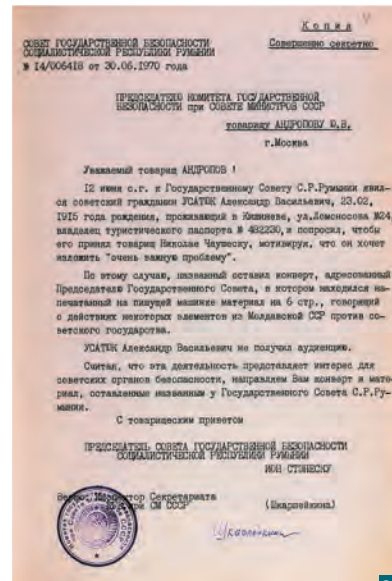 Копия
СОВЕТ ГОСУДАРСТВЕННОЙ БЕЗОПАСНОСТИ
СОЦИАЛИСТИЧЕСКОЙ РЕСПУБЛИКИ РУМЫНИИ
Совершенно секретно
№ 14/006418 от 30.06.1970 года
ПРЕДСЕДАТЕЛЮ КОМИТЕТА ГОСУДАРСТВЕННОЙ
БЕЗОПАСНОСТИ при СОВЕТЕ МИНИСТРОВ СССР
товарищу АНДРОПОВУ Ю.В.
г.Москва
Уважаемый товарищ АНДРОПОВ !
12 июня с.г. к Государственному Совету С.Р.Румынии явил-
ся советский гражданин УСАТЮК Александр Васильевич, 23.02.
1915 года рождения, проживающий в Кишиневе, ул.Ломоносова №24,
владелец туристического паспорта № 482230, и попросил, чтобы
его принял товарищ Николае Чаушеску, мотивируя, что он хочет
изложить "очень важную проблему".
По этому случаю, названный оставил конверт, адресованный
Председателю Государственного Совета, в котором находился на-
печатанный на пишущей машинке материал на 6 стр., говорящий
о действиях некоторых элементов из Молдавской ССР против со-
ветского государства.
УСАТЮК Александр Васильевич не получил аудиенцию.
Считая, что эта деятельность представляет интерес для
советских органов безопасности, направляем Вам конверт и мате-
риал, оставленные названным у Государственного Совета С.Р.Ру-
мынии.
С товарищеским приветом
ПРЕДСЕДАТЕЛЬ СОВЕТА ГОСУДАРСТВЕННОЙ БЕЗОПАСНОСТИ
СОЦИАЛИСТИЧЕСКОЙ РЕСПУБЛИКИ РУМЫНИИ
ИОН СТЭНЕСКУ
Инспектор Секретариата
при СМ СССР
(Шкарлейкина)